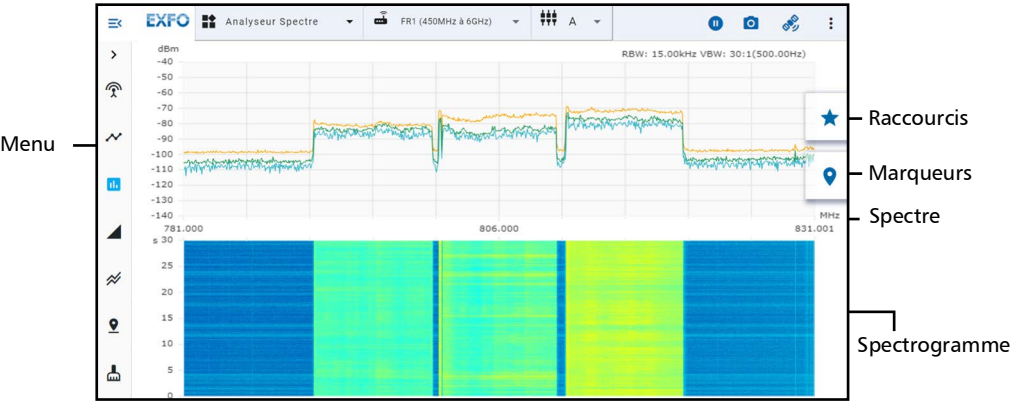 EXFO Analyseur Spectre FR1 (450MHz à 6GHz) A
dBm
RBW: 15.00kHz VBW: 30:1(500.00Hz)
-40
-50
-60
-70
-80
-90
-100
-110
-120
-130
-140
MHz
781.000 806.000 831.001
s 30
25
20
15
10
5
0
Menu
Raccourcis
Marqueurs
Spectre
Spectrogramme